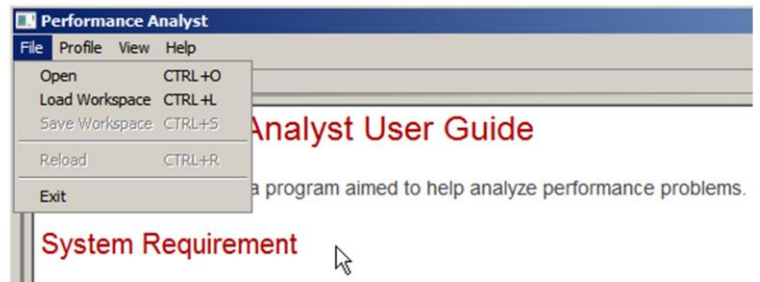 Performance Analyst
File Profile View Help
Open CTRL+O
Load Workspace CTRL+L
Save Workspace CTRL+S
Reload CTRL+R
Exit
Analyst User Guide
a program aimed to help analyze performance problems.
System Requirement